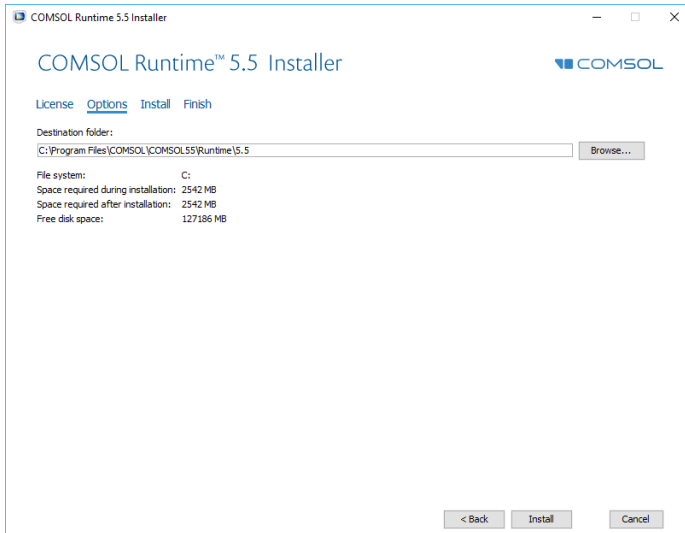 COMSOL Runtime 5.5 Installer
COMSOL Runtime™ 5.5 Installer
COMSOL
License Options Install Finish
Destination folder:
C:\Program Files\COMSOL\COMSOL55\Runtime\5.5
Browse...
File system: C:
Space required during installation: 2542 MB
Space required after installation: 2542 MB
Free disk space: 127186 MB
< Back Install Cancel